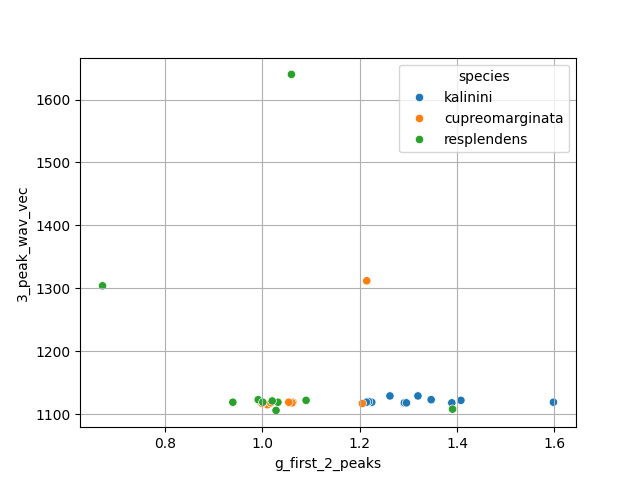 species
kalinini
cupreomarginata
resplendens
3_peak_wav_vec
1600
1500
1400
1300
1200
1100
0.8 1.0 1.2 1.4 1.6
g_first_2_peaks